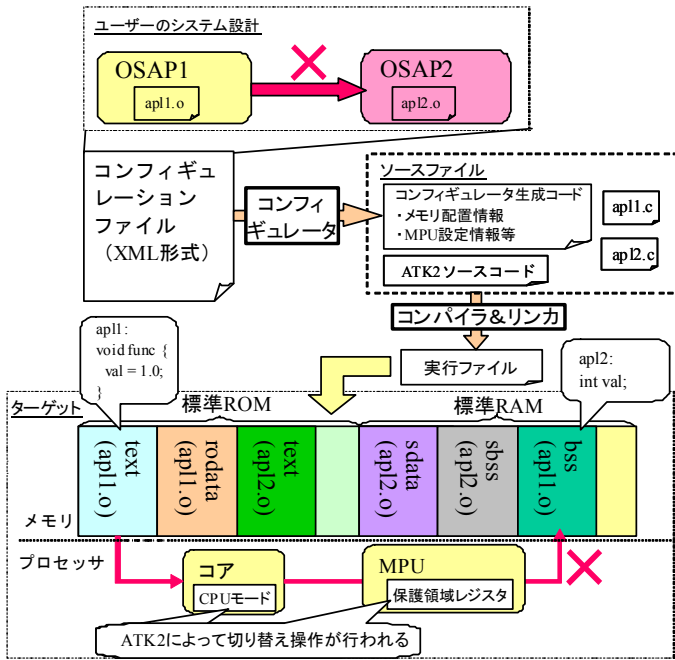 ユーザーのシステム設計
OSAP1
apl1.o
OSAP2
apl2.o
コンフィギュ
レーション
ファイル
（XML形式）
コンフィ
ギュレータ
ソースファイル
コンフィギュレータ生成コード
・メモリ配置情報
・MPU設定情報等
ATK2ソースコード
apl1.c
apl2.c
コンパイラ&リンカ
実行ファイル
apl1:
void func {
val = 1.0;
}
apl2:
int val;
ターゲット
標準ROM
標準RAM
text
(apl1.o)
rodata
(apl1.o)
text
(apl2.o)
sdata
(apl2.o)
sbss
(apl2.o)
bss
(apl1.o)
メモリ
プロセッサ
コア
CPUモード
MPU
保護領域レジスタ
ATK2によって切り替え操作が行われる